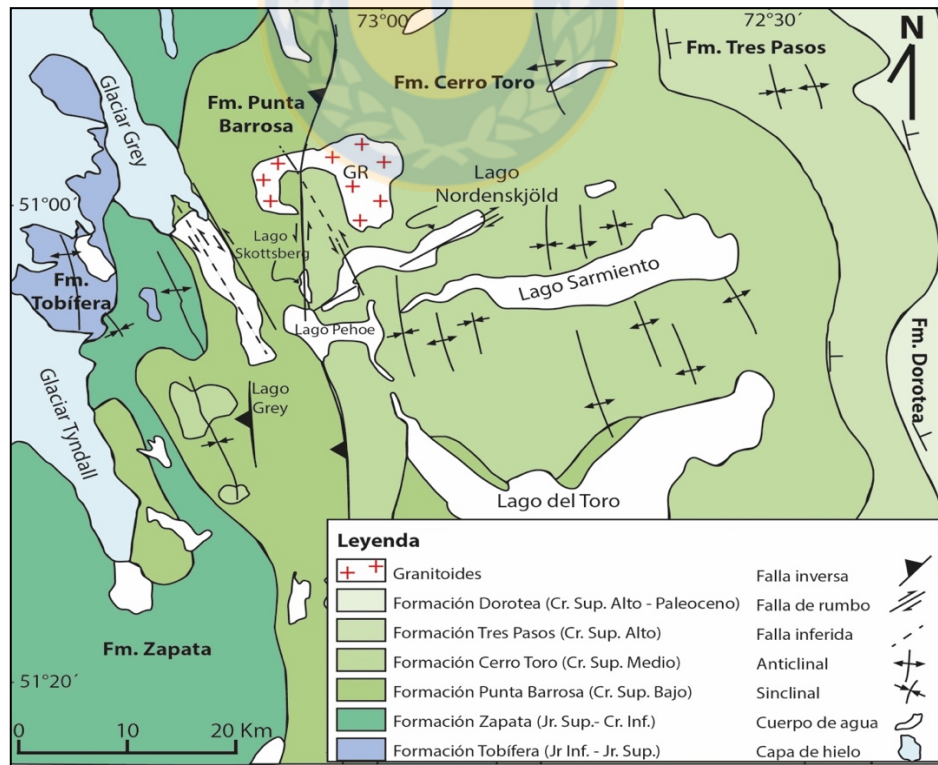 73°00
72°30´
N
Fm. Tres Pasos
Fm. Cerro Toro
Fm. Punta
Barrosa
Glaciar Grey
GR
Lago
Nordenskjöld
51°00´
Lago
Skottsberg
Lago Sarmiento
Fm.
Tobífera
Lago Pehoe
Fm. Dorotea
Lago
Grey
Glaciar Tyndall
Lago del Toro
Fm. Zapata
51°20´
0 10 20 Km
Leyenda
Granitoides
Formación Dorotea (Cr. Sup. Alto - Paleoceno)
Formación Tres Pasos (Cr. Sup. Alto)
Formación Cerro Toro (Cr. Sup. Medio)
Formación Punta Barrosa (Cr. Sup. Bajo)
Formación Zapata (Jr. Sup.- Cr. Inf.)
Formación Tobífera (Jr Inf. - Jr. Sup.)
Falla inversa
Falla de rumbo
Falla inferida
Anticlinal
Sinclinal
Cuerpo de agua
Capa de hielo